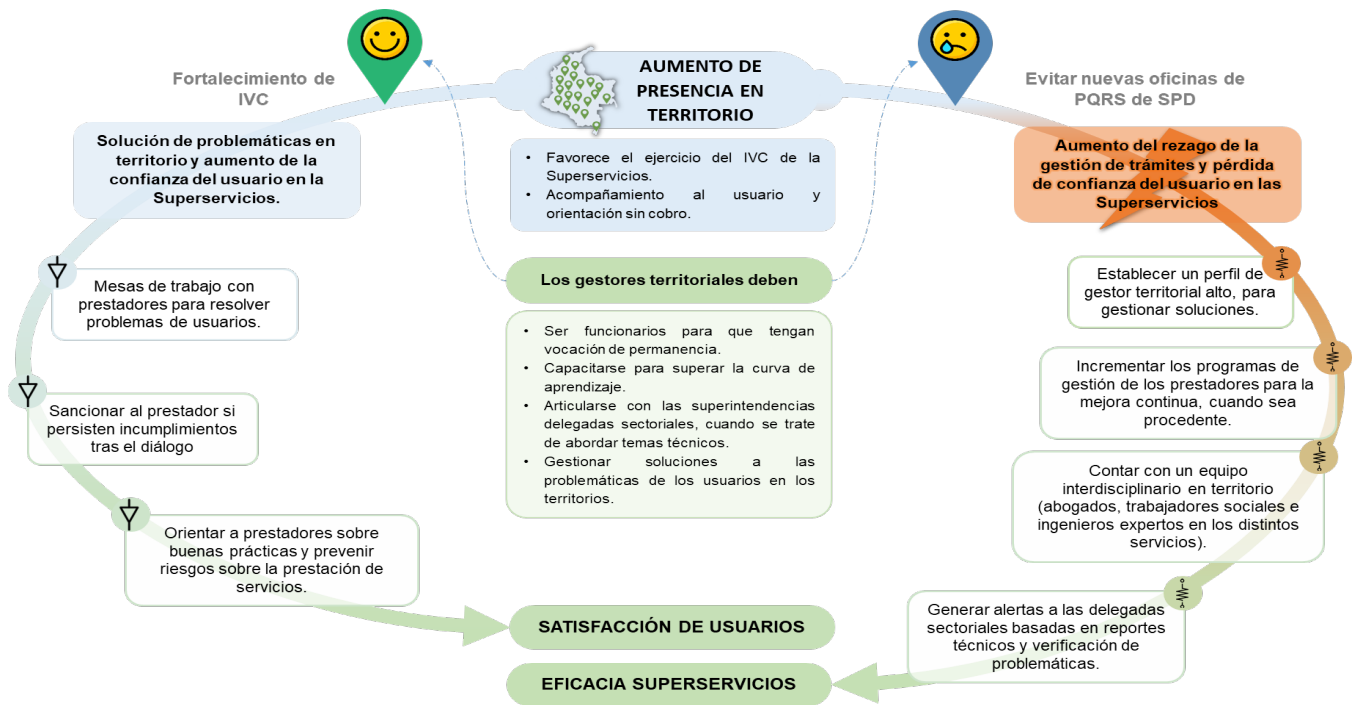 Fortalecimiento de
IVC
Solución de problemáticas en
territorio y aumento de la
confianza del usuario en la
Superservicios.
Mesas de trabajo con
prestadores para resolver
problemas de usuarios.
Sancionar al prestador si
persisten incumplimientos
tras el diálogo
Orientar a prestadores sobre
buenas prácticas y prevenir
riesgos sobre la prestación de
servicios.
AUMENTO DE
PRESENCIA EN
TERRITORIO
• Favorece el ejercicio del IVC de la
Superservicios.
• Acompañamiento al usuario y
orientación sin cobro.
Los gestores territoriales deben
• Ser funcionarios para que tengan
vocación de permanencia.
• Capacitarse para superar la curva de
aprendizaje.
• Articularse con las superintendencias
delegadas sectoriales, cuando se trate
de abordar temas técnicos.
• Gestionar soluciones a las
problemáticas de los usuarios en los
territorios.
SATISFACCIÓN DE USUARIOS
EFICACIA SUPERSERVICIOS
Evitar nuevas oficinas de
PQRS de SPD
Aumento del rezago de la
gestión de trámites y pérdida
de confianza del usuario en las
Superservicios
Establecer un perfil de
gestor territorial alto, para
gestionar soluciones.
Incrementar los programas de
gestión de los prestadores para la
mejora continua, cuando sea
procedente.
Contar con un equipo
interdisciplinario en territorio
(abogados, trabajadores sociales e
ingenieros expertos en los distintos
servicios).
Generar alertas a las delegadas
sectoriales basadas en reportes
técnicos y verificación de
problemáticas.